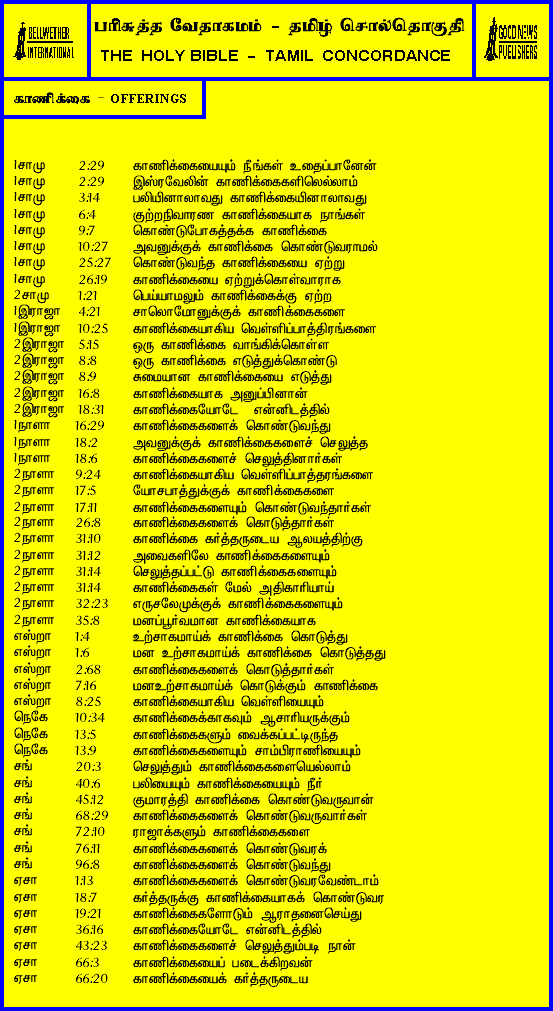 BELLWETHER
INTERNATIONAL
பரிசுத்த வேதாகமம் - தமிழ் சொல்தொகுதி
THE HOLY BIBLE - TAMIL CONCORDANCE
GOOD NEWS
PUBLISHERS
காணிக்கை - OFFERINGS
1சாமு 2:29 காணிக்கையையும் நீங்கள் உதைப்பானேன்
1சாமு 2:29 இஸ்ரவேலின் காணிக்கைகளிலெல்லாம்
1சாமு 3:14 பலியினாலாவது காணிக்கையினாலாவது
1சாமு 6:4 குற்றநிவாரண காணிக்கையாக நாங்கள்
1சாமு 9:7 கொண்டுபோகத்தக்க காணிக்கை
1சாமு 10:27 அவனுக்குக் காணிக்கை கொண்டுவராமல்
1சாமு 25:27 கொண்டுவந்த காணிக்கையை ஏற்று
1சாமு 26:19 காணிக்கையை ஏற்றுக்கொள்வாராக
2சாமு 1:21 பெய்யாமலும் காணிக்கைக்கு ஏற்ற
1இராஜா 4:21 சாலொமோனுக்குக் காணிக்கைகளை
1இராஜா 10:25 காணிக்கையாகிய வெள்ளிப்பாத்திரங்களை
2இராஜா 5:15 ஒரு காணிக்கை வாங்கிக்கொள்ள
2இராஜா 8:8 ஒரு காணிக்கை எடுத்துக்கொண்டு
2இராஜா 8:9 சுமையான காணிக்கையை எடுத்து
2இராஜா 16:8 காணிக்கையாக அனுப்பினான்
2இராஜா 18:31 காணிக்கையோடே என்னிடத்தில்
1நாளா 16:29 காணிக்கைகளைக் கொண்டுவந்து
1நாளா 18:2 அவனுக்குக் காணிக்கைகளைச் செலுத்த
1நாளா 18:6 காணிக்கைகளைச் செலுத்தினார்கள்
2நாளா 9:24 காணிக்கையாகிய வெள்ளிப்பாத்தரங்களை
2நாளா 17:5 யோசபாத்துக்குக் காணிக்கைகளை
2நாளா 17:11 காணிக்கைகளையும் கொண்டுவந்தார்கள்
2நாளா 26:8 காணிக்கைகளைக் கொடுத்தார்கள்
2நாளா 31:10 காணிக்கை கர்த்தருடைய ஆலயத்திற்கு
2நாளா 31:12 அவைகளிலே காணிக்கைகளையும்
2நாளா 31:14 செலுத்தப்பட்டு காணிக்கைகளையும்
2நாளா 31:14 காணிக்கைகள் மேல் அதிகாரியாய்
2நாளா 32:23 எருசலேமுக்குக் காணிக்கைகளையும்
2நாளா 35:8 மனப்பூர்வமான காணிக்கையாக
எஸ்றா 1:4 உற்சாகமாய்க் காணிக்கை கொடுத்து
எஸ்றா 1:6 மன உற்சாகமாய்க் காணிக்கை கொடுத்தது
எஸ்றா 2:68 காணிக்கைகளைக் கொடுத்தார்கள்
எஸ்றா 7:16 மனஉற்சாகமாய்க் கொடுக்கும் காணிக்கை
எஸ்றா 8:25 காணிக்கையாகிய வெள்ளியையும்
நெகே 10:34 காணிக்கைக்காகவும் ஆசாரியருக்கும்
நெகே 13:5 காணிக்கைகளும் வைக்கப்பட்டிருந்த
நெகே 13:9 காணிக்கைகளையும் சாம்பிராணியையும்
சங் 20:3 செலுத்தும் காணிக்கைகளையெல்லாம்
சங் 40:6 பலியையும் காணிக்கையையும் நீர்
சங் 45:12 குமாரத்தி காணிக்கை கொண்டுவருவான்
சங் 68:29 காணிக்கைகளைக் கொண்டுவருவார்கள்
சங் 72:10 ராஜாக்களும் காணிக்கைகளை
சங் 76:11 காணிக்கைகளைக் கொண்டுவரக்
சங் 96:8 காணிக்கைகளைக் கொண்டுவந்து
ஏசா 1:13 காணிக்கைகளைக் கொண்டுவரவேண்டாம்
ஏசா 18:7 கர்த்தருக்கு காணிக்கையாகக் கொண்டுவர
ஏசா 19:21 காணிக்கைகளோடும் ஆராதனைசெய்து
ஏசா 36:16 காணிக்கையோடே என்னிடத்தில்
ஏசா 43:23 காணிக்கைகளைச் செலுத்தும்படி நான்
ஏசா 66:3 காணிக்கையைப் படைக்கிறவன்
ஏசா 66:20 காணிக்கையைக் கர்த்தருடைய